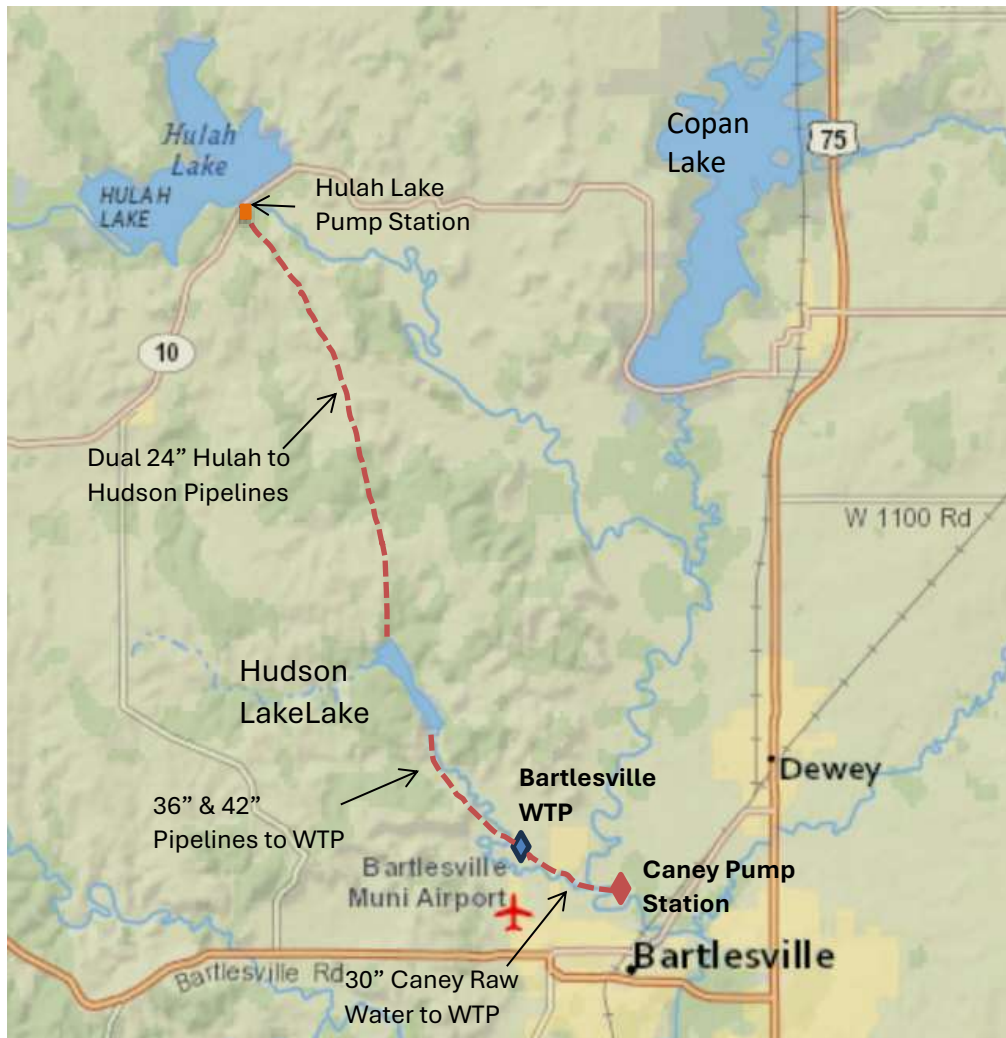 Hulah
Lake
HULAH
LAKE
Copan
Lake
75
Hulah Lake
Pump Station
10
Dual 24” Hulah to
Hudson Pipelines
W 1100 Rd
Hudson
LakeLake
Dewey
36” & 42”
Pipelines to WTP
Bartlesville
WTP
Bartlesville
Muni Airport
Caney Pump
Station
Bartlesville
Bartlesville Rd
30” Caney Raw
Water to WTP